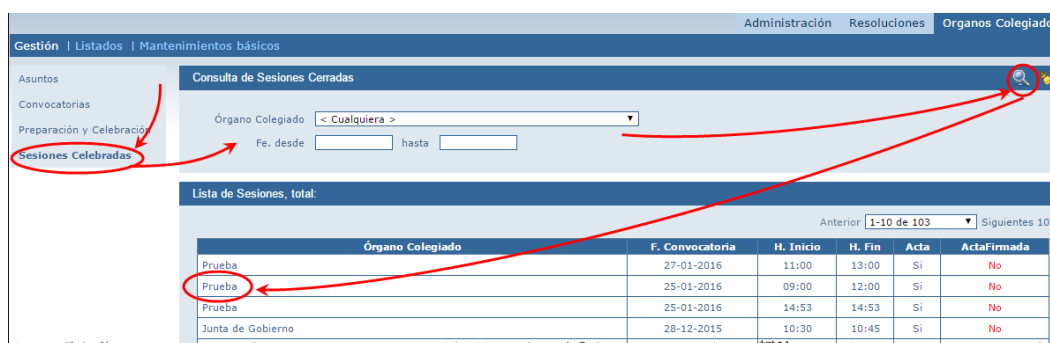 Administración Resoluciones Organos Colegiado
Gestión | Listados | Mantenimientos básicos
Asuntos
Convocatorias
Preparación y Celebración
Sesiones Celebradas
Consulta de Sesiones Cerradas
Órgano Colegiado < Cualquiera >
Fe. desde hasta
Lista de Sesiones, total:
Anterior 1-10 de 103 Siguientes 10
Órgano Colegiado F. Convocatoria H. Inicio H. Fin Acta ActaFirmada
Prueba 27-01-2016 11:00 13:00 Si No
Prueba 25-01-2016 09:00 12:00 Si No
Prueba 25-01-2016 14:53 14:53 Si No
Junta de Gobierno 28-12-2015 10:30 10:45 Si No